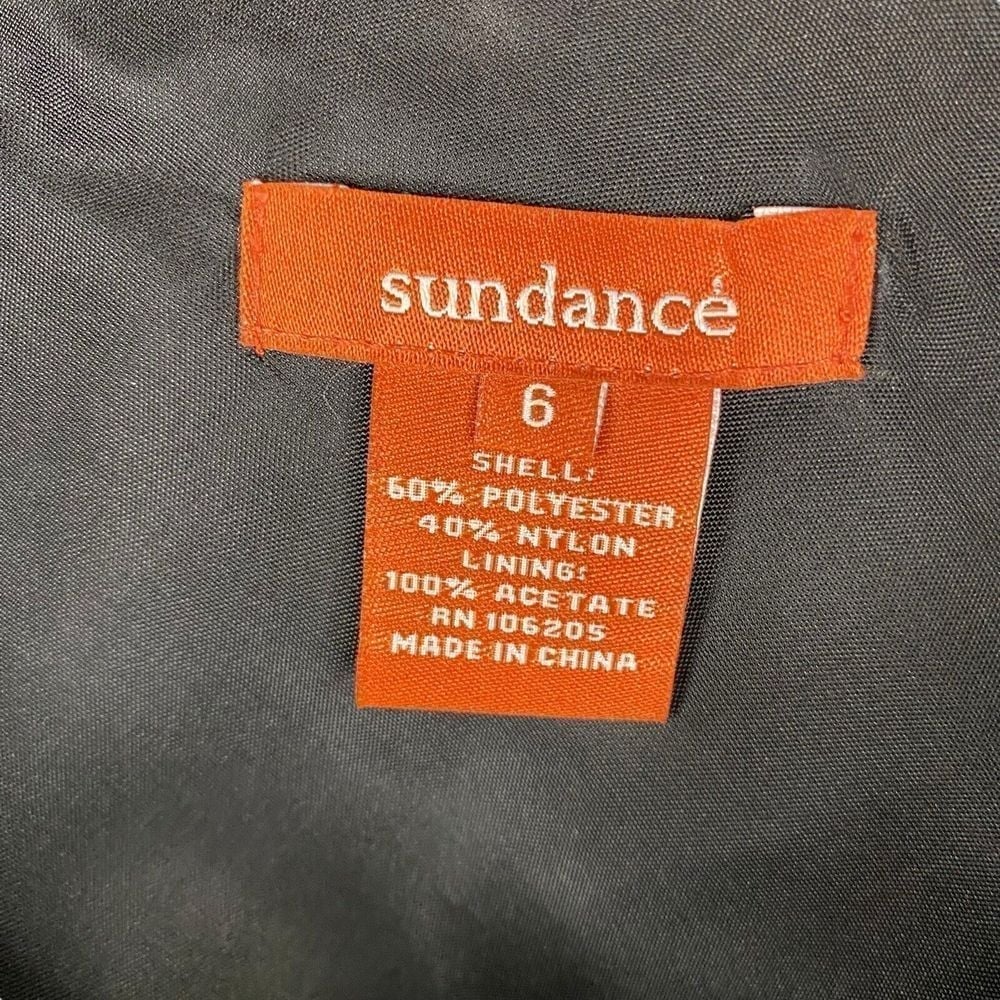 sundance
6
SHELL:
60% POLYESTER
40% NYLON
LINING:
100% ACETATE
RN 106205
MADE IN CHINA